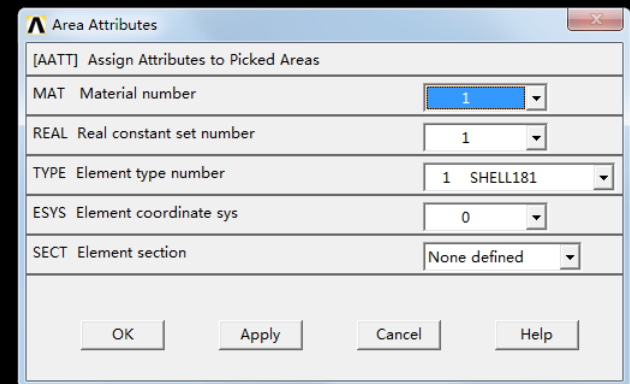 Area Attributes
[AATT] Assign Attributes to Picked Areas
MAT Material number 1
REAL Real constant set number 1
TYPE Element type number 1 SHELL181
ESYS Element coordinate sys 0
SECT Element section None defined
OK Apply Cancel Help